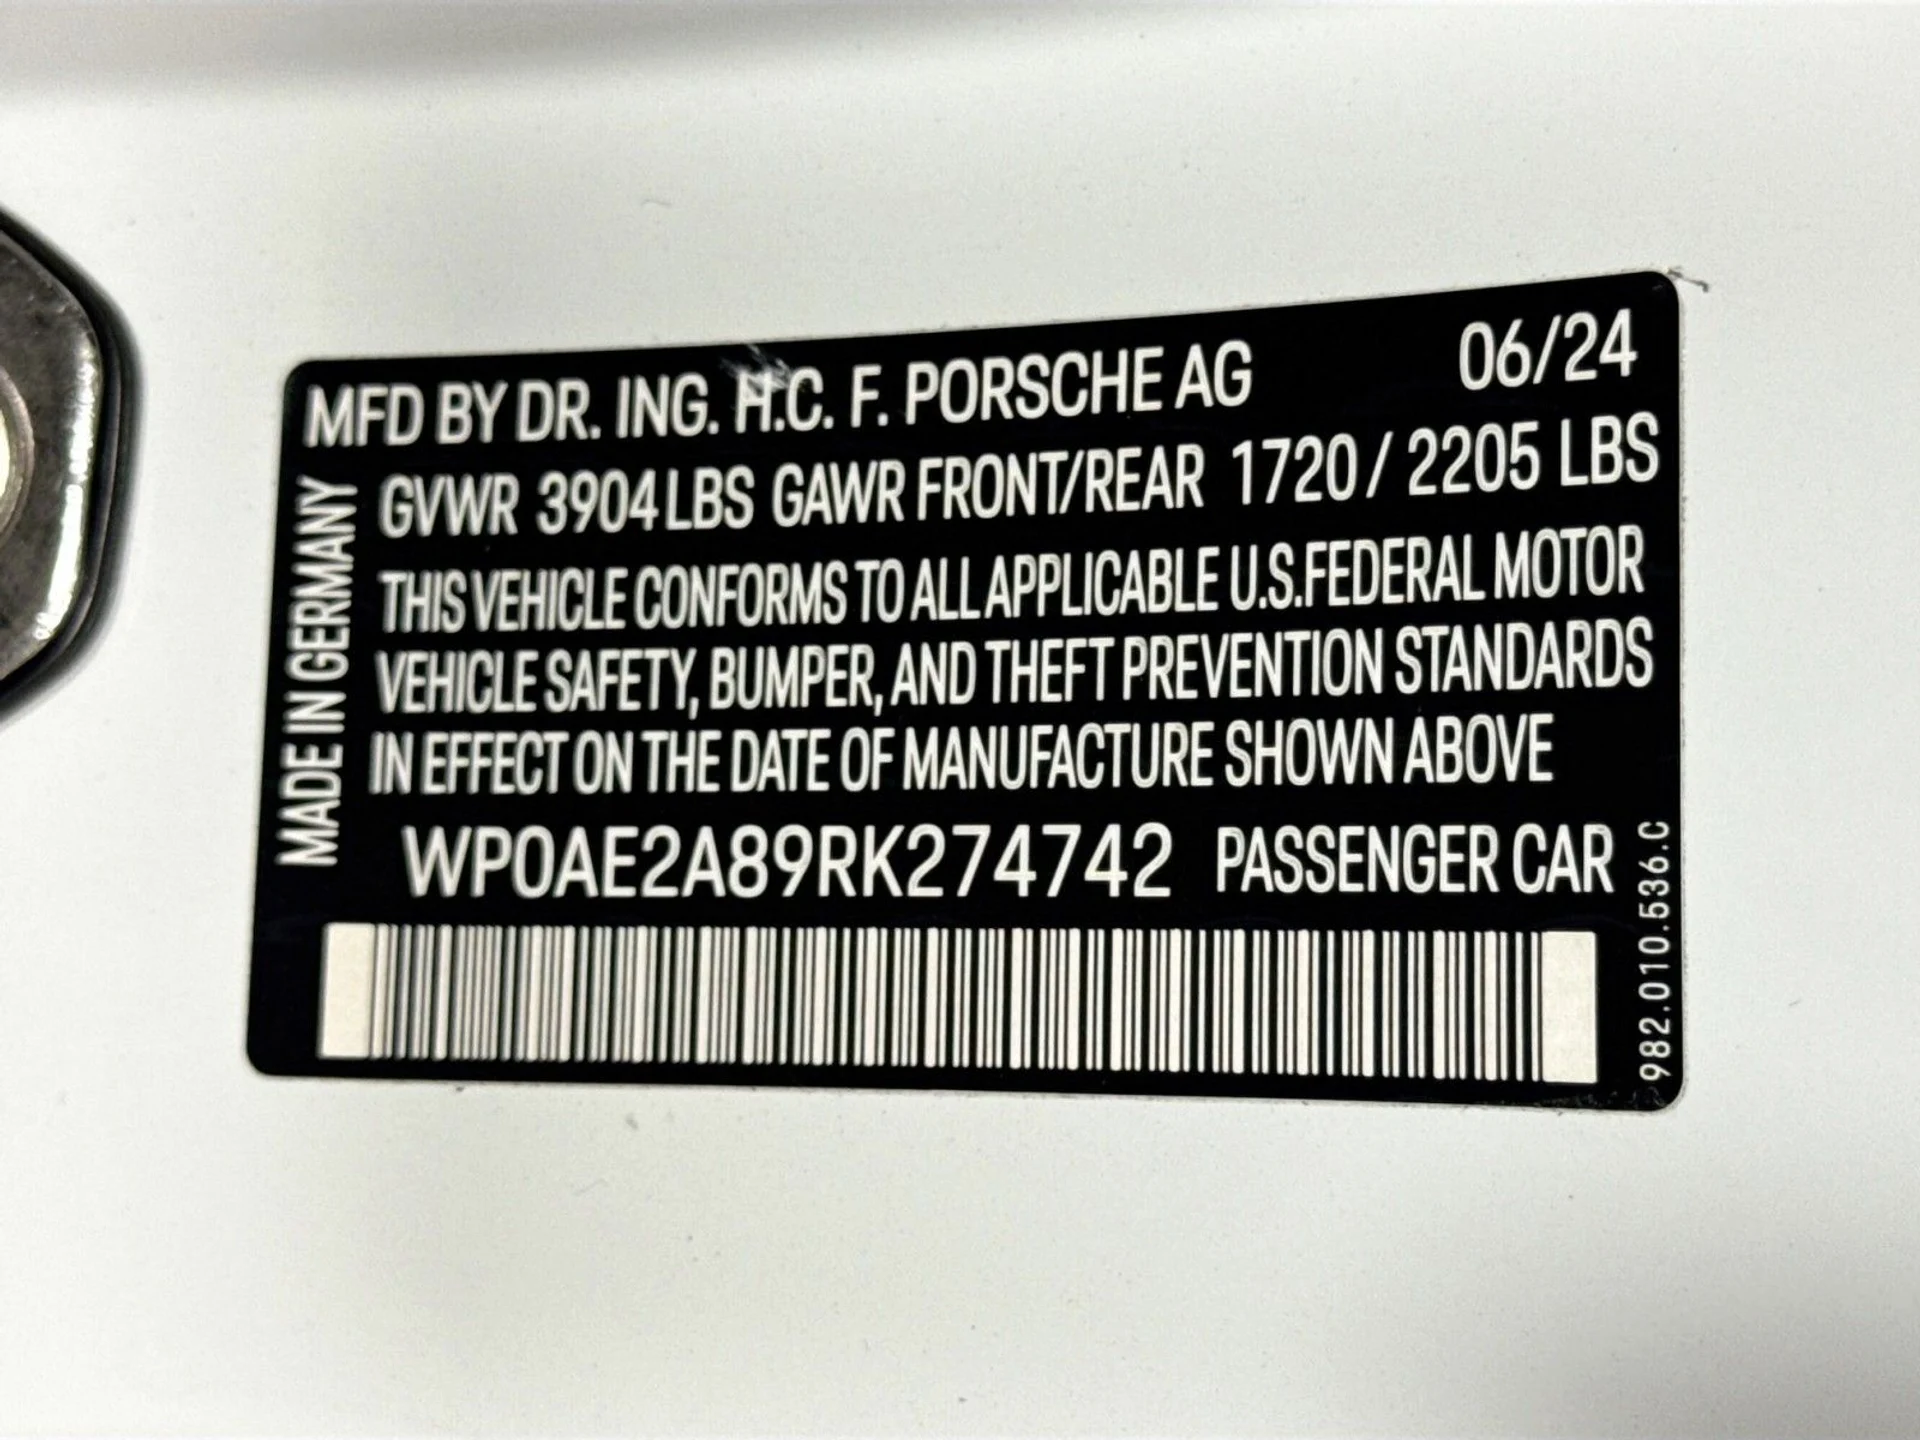 MFD BY DR. ING. H.C. F. PORSCHE AG 06/24
GVWR 3904 LBS GAWR FRONT/REAR 1720 / 2205 LBS
THIS VEHICLE CONFORMS TO ALL APPLICABLE U.S.FEDERAL MOTOR
VEHICLE SAFETY, BUMPER, AND THEFT PREVENTION STANDARDS
IN EFFECT ON THE DATE OF MANUFACTURE SHOWN ABOVE
WP0AE2A89RK274742 PASSENGER CAR
MADE IN GERMANY
982.010.536.C